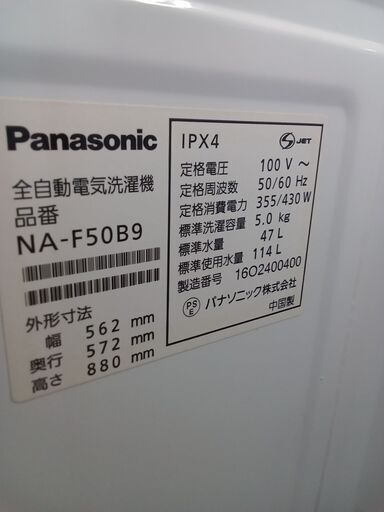 Panasonic
全自動電気洗濯機
品番
NA-F50B9
外形寸法
幅 562 mm
奥行 572 mm
高さ 880 mm
IPX4
S JET
定格電圧 100 V ～
定格周波数 50/60 Hz
定格消費電力 355/430 W
標準洗濯容量 5.0 kg
標準水量 47 L
標準使用水量 114 L
製造番号 1602400400
PS E パナソニック株式会社
中国製